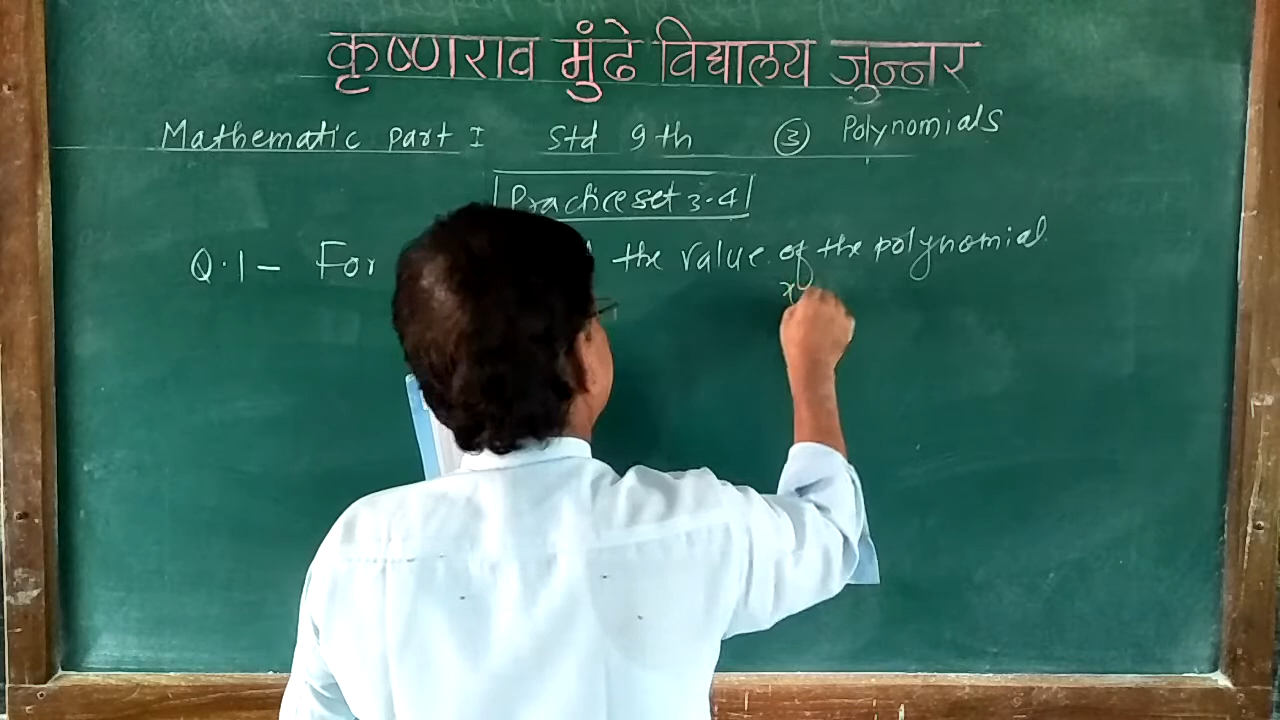 कृष्णराव मुंढे विद्यालय जुन्नर
Mathematic part I Std 9th ③ Polynomials
Practice set 3.4
Q.1 - For the value of the polynomial
x